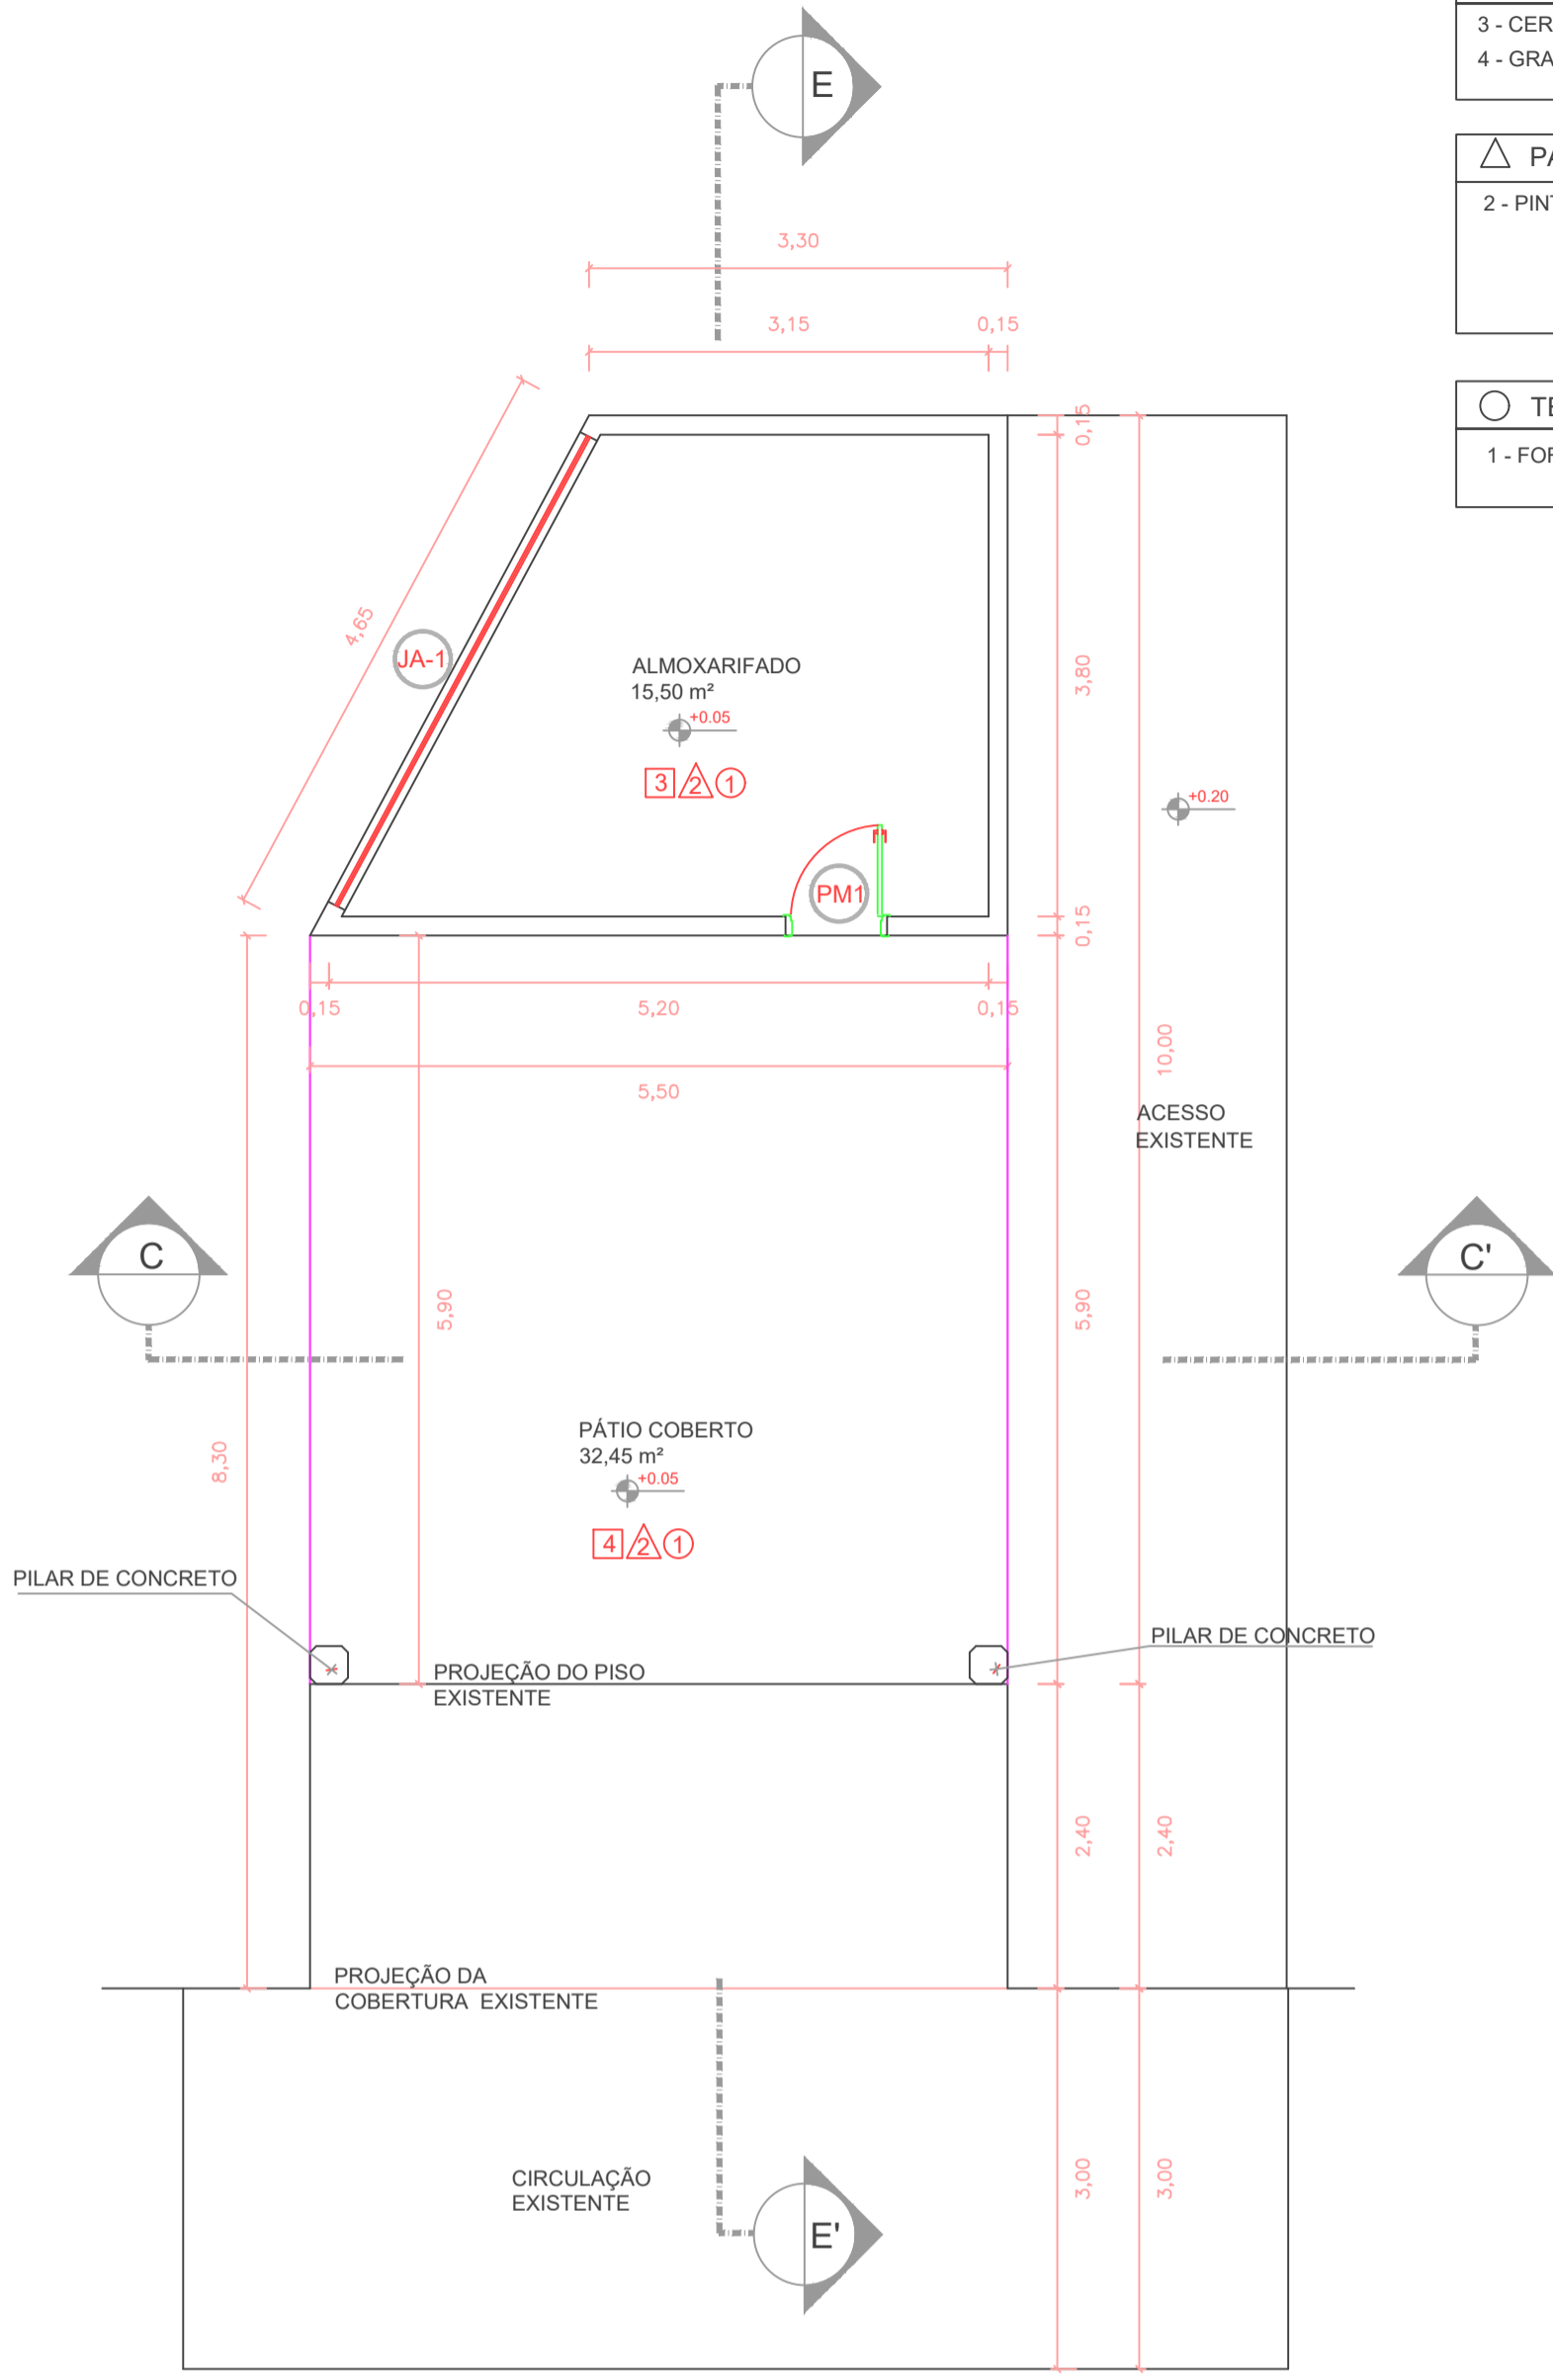 3 - CER
4 - GRA
E
PA
2 - PINT
3,30
3,15
0,15
TE
1 - FOR
0,15
4,65
JA-1
ALMOXARIFADO
15,50 m²
+0.05
3 2 1
3,80
+0.20
PM1
0,15
0,15
5,20
0,15
5,50
10,00
ACESSO
EXISTENTE
C
C'
5,90
5,90
8,30
PÁTIO COBERTO
32,45 m²
+0.05
4 2 1
PILAR DE CONCRETO
PILAR DE CONCRETO
PROJEÇÃO DO PISO
EXISTENTE
2,40
2,40
PROJEÇÃO DA
COBERTURA EXISTENTE
CIRCULAÇÃO
EXISTENTE
3,00
3,00
E'